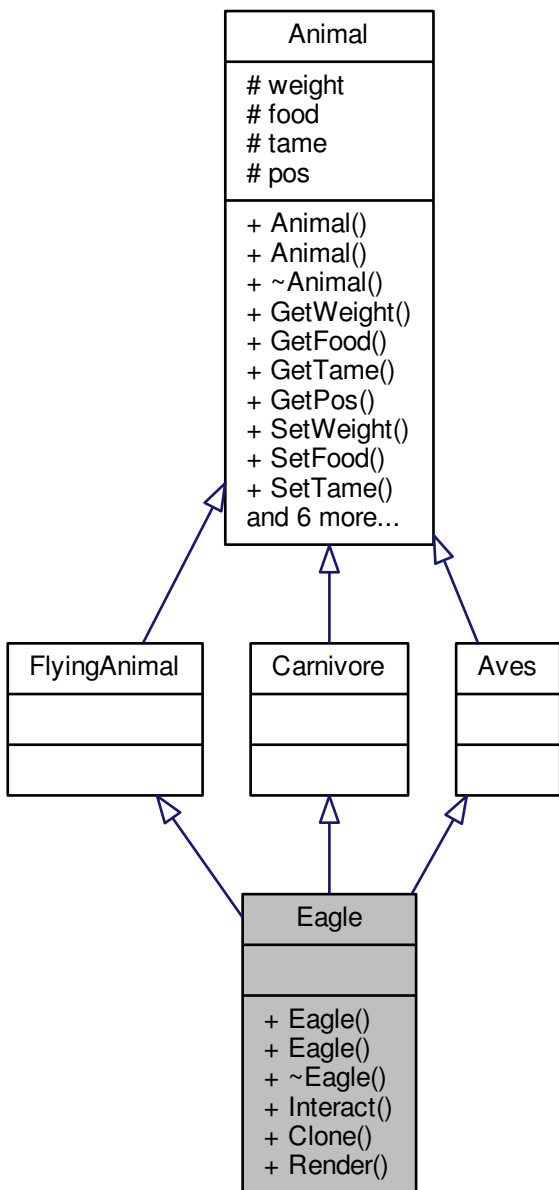 Animal
# weight
# food
# tame
# pos
+ Animal()
+ Animal()
+ ~Animal()
+ GetWeight()
+ GetFood()
+ GetTame()
+ GetPos()
+ SetWeight()
+ SetFood()
+ SetTame()
and 6 more...
FlyingAnimal
Carnivore
Aves
Eagle
+ Eagle()
+ Eagle()
+ ~Eagle()
+ Interact()
+ Clone()
+ Render()